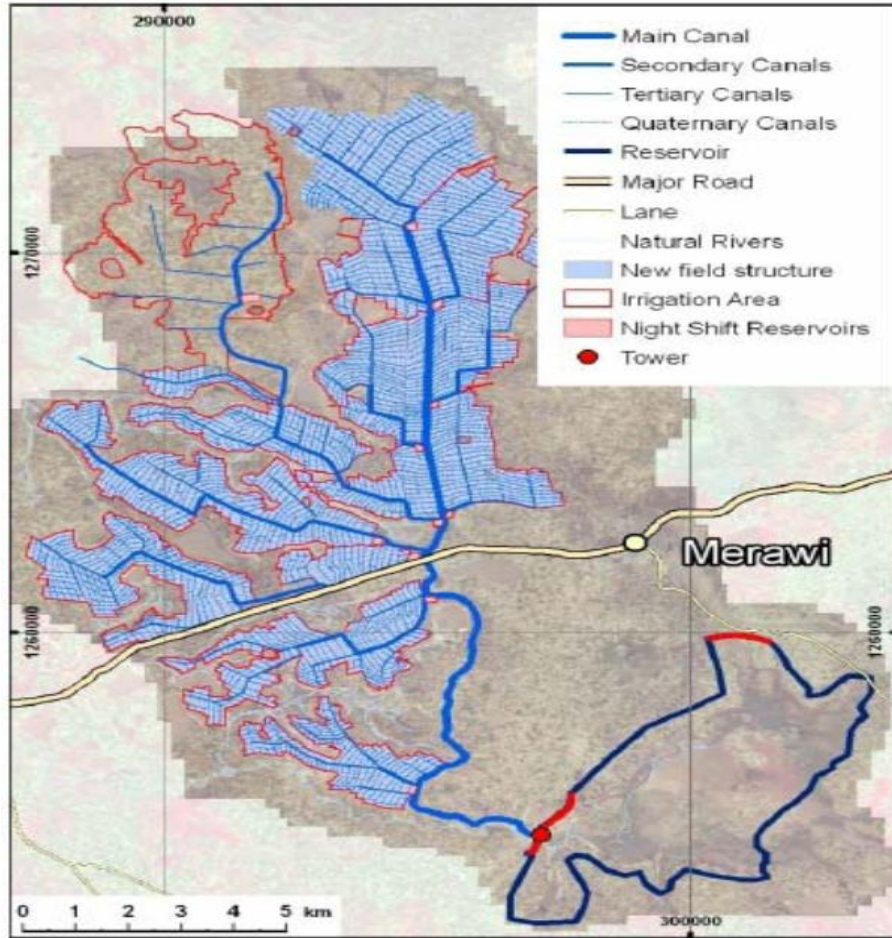 290000
Main Canal
Secondary Canals
Tertiary Canals
Quaternary Canals
Reservoir
Major Road
Lane
Natural Rivers
New field structure
Irrigation Area
Night Shift Reservoirs
Tower
1270000
Merawi
1260000
1260000
0 1 2 3 4 5 km
300000